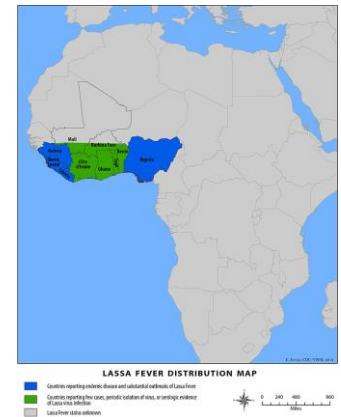 Mali
Burkina Faso
Guinea
Benin
Nigeria
Sierra
Leone
Côte
d'Ivoire
Ghana
Togo
Liberia
LASSA FEVER DISTRIBUTION MAP
Countries reporting endemic disease and substantial outbreaks of Lassa Fever
Countries reporting few cases, periodic isolation of virus, or serologic evidence
of Lassa virus infection
Lassa Fever status unknown
0 240 480 960
Miles